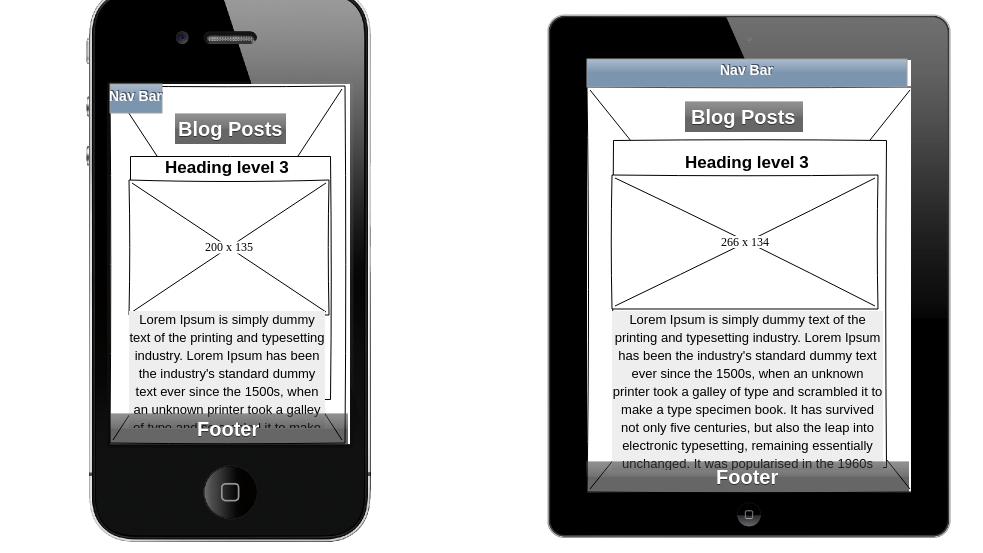 Nav Bar
Blog Posts
Heading level 3
200 x 135
Lorem Ipsum is simply dummy
text of the printing and typesetting
industry. Lorem Ipsum has been
the industry's standard dummy
text ever since the 1500s, when
an unknown printer took a galley
of type and it to make
Footer
Nav Bar
Blog Posts
Heading level 3
266 x 134
Lorem Ipsum is simply dummy text of the
printing and typesetting industry. Lorem Ipsum
has been the industry's standard dummy text
ever since the 1500s, when an unknown
printer took a galley of type and scrambled it to
make a type specimen book. It has survived
not only five centuries, but also the leap into
electronic typesetting, remaining essentially
unchanged. It was popularised in the 1960s
Footer